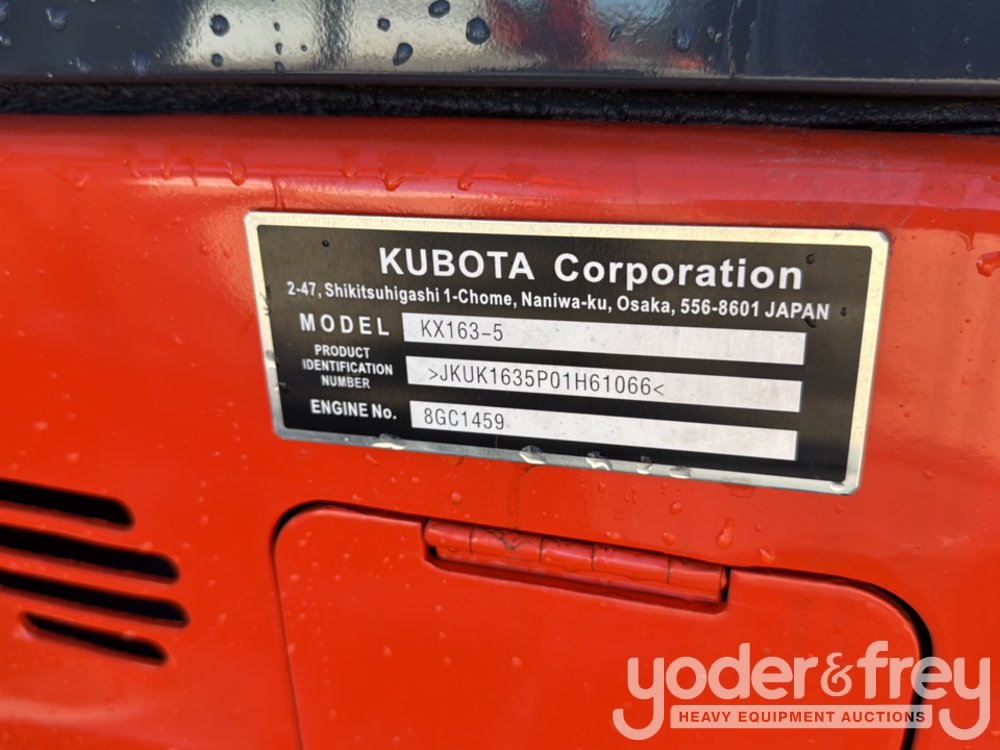 KUBOTA Corporation
2-47, Shikitsuhigashi 1-Chome, Naniwa-ku, Osaka, 556-8601 JAPAN
MODEL KX163-5
PRODUCT
IDENTIFICATION
NUMBER >JKUK1635P01H61066<
ENGINE No. 8GC1459
yoder&frey
HEAVY EQUIPMENT AUCTIONS